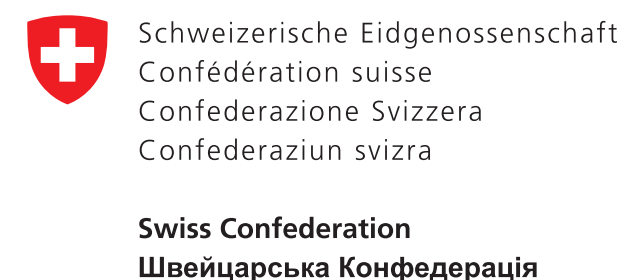 Schweizerische Eidgenossenschaft
Confédération suisse
Confederazione Svizzera
Confederaziun svizra
Swiss Confederation
Швейцарська Конфедерація